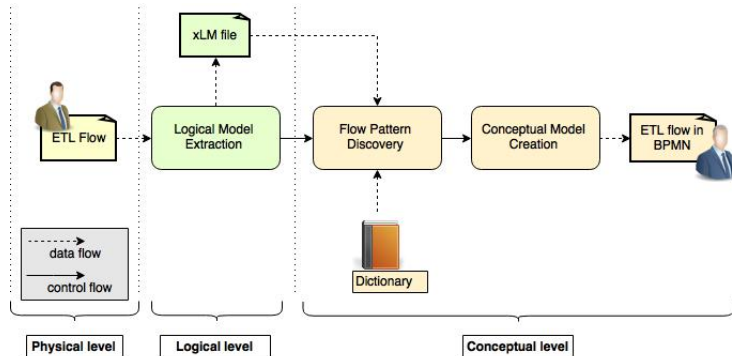 xLM file
ETL Flow
Logical Model
Extraction
Flow Pattern
Discovery
Conceptual Model
Creation
ETL flow in
BPMN
data flow
control flow
Dictionary
Physical level
Logical level
Conceptual level